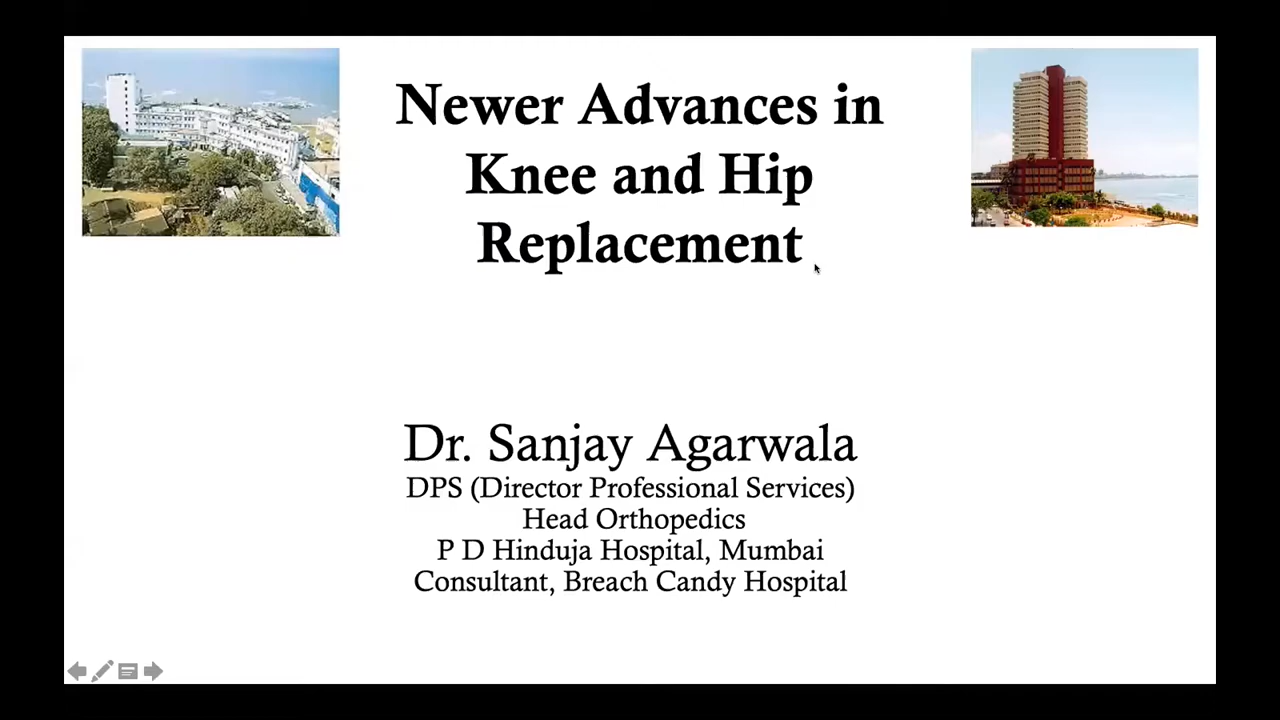 Newer Advances in
Knee and Hip
Replacement
Dr. Sanjay Agarwala
DPS (Director Professional Services)
Head Orthopedics
P D Hinduja Hospital, Mumbai
Consultant, Breach Candy Hospital